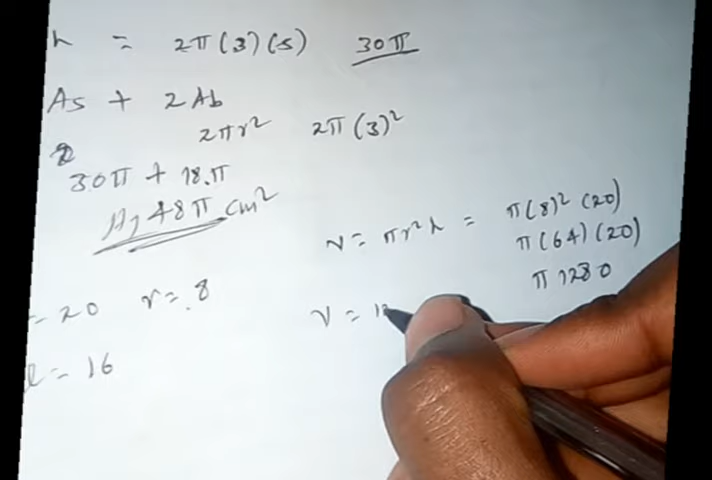 h = 2π(3)(5) 30π
As + 2Ab
2πr² 2π(3)²
30π + 18.π
48π cm²
V = πr²h = π(8)²(20)
π(64)(20)
π 1280
= 20 r = 8
V = 1
= 16